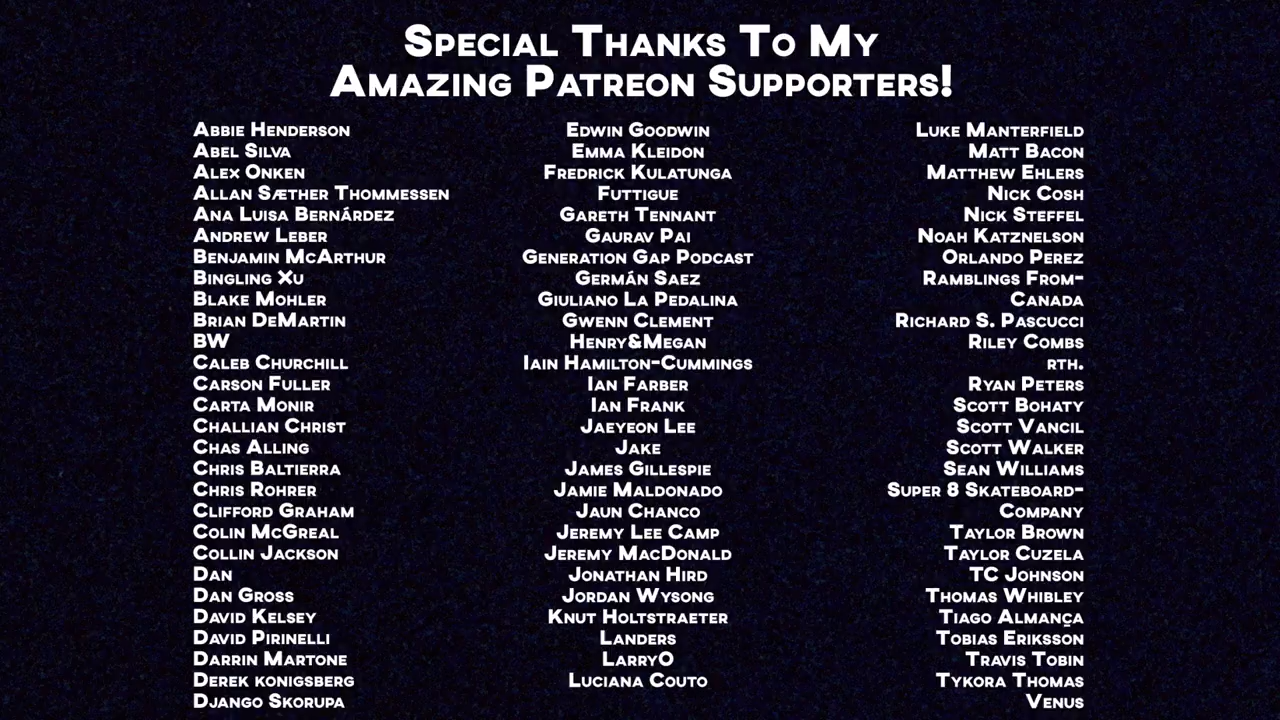 Special Thanks To My
Amazing Patreon Supporters!
Abbie Henderson
Abel Silva
Alex Onken
Allan Sæther Thommessen
Ana Luisa Bernárdez
Andrew Leber
Benjamin McArthur
Bingling Xu
Blake Mohler
Brian DeMartin
BW
Caleb Churchill
Carson Fuller
Carta Monir
Challian Christ
Chas Alling
Chris Baltierra
Chris Rohrer
Clifford Graham
Colin McGreal
Collin Jackson
Dan
Dan Gross
David Kelsey
David Pirinelli
Darrin Martone
Derek konigsberg
Django Skorupa
Edwin Goodwin
Emma Kleidon
Fredrick Kulatunga
Futtigue
Gareth Tennant
Gaurav Pai
Generation Gap Podcast
Germán Saez
Giuliano La Pedalina
Gwenn Clement
Henry&Megan
Iain Hamilton-Cummings
Ian Farber
Ian Frank
Jaeyeon Lee
Jake
James Gillespie
Jamie Maldonado
Jaun Chanco
Jeremy Lee Camp
Jeremy MacDonald
Jonathan Hird
Jordan Wysong
Knut Holtstraeter
Landers
LarryO
Luciana Couto
Luke Manterfield
Matt Bacon
Matthew Ehlers
Nick Cosh
Nick Steffel
Noah Katznelson
Orlando Perez
Ramblings From-
Canada
Richard S. Pascucci
Riley Combs
rth.
Ryan Peters
Scott Bohaty
Scott Vancil
Scott Walker
Sean Williams
Super 8 Skateboard-
Company
Taylor Brown
Taylor Cuzela
TC Johnson
Thomas Whibley
Tiago Almança
Tobias Eriksson
Travis Tobin
Tykora Thomas
Venus